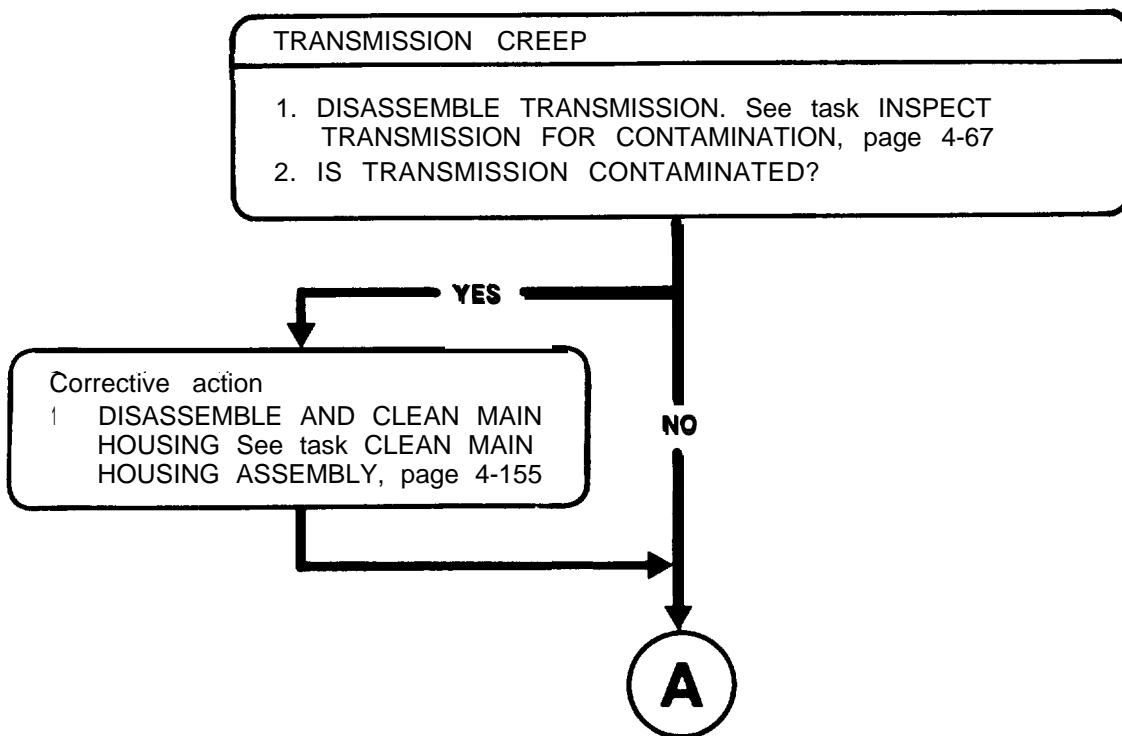 TRANSMISSION CREEP
1. DISASSEMBLE TRANSMISSION. See task INSPECT
TRANSMISSION FOR CONTAMINATION, page 4-67
2. IS TRANSMISSION CONTAMINATED?
YES
Corrective action
1 DISASSEMBLE AND CLEAN MAIN
HOUSING See task CLEAN MAIN
HOUSING ASSEMBLY, page 4-155
NO
A